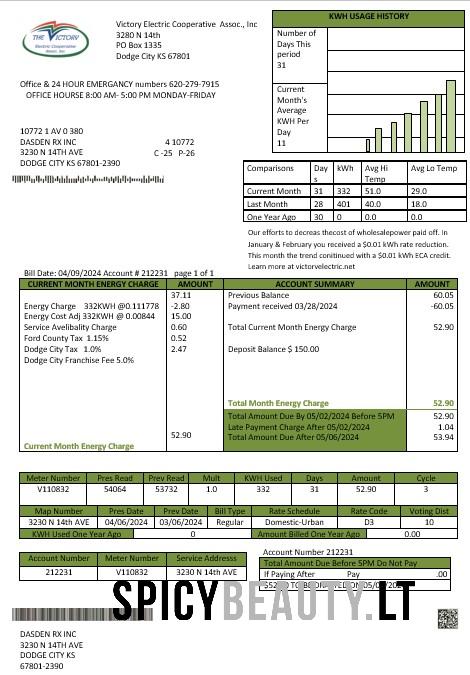 THE VICTORY
Electric Cooperative
Assn. Inc
Victory Electric Cooperative Assoc., Inc
3280 N 14th
PO Box 1335
Dodge City KS 67801
KWH USAGE HISTORY
Number of
Days This
period
31
Current
Month's
Average
KWH Per
Day
11
Office & 24 HOUR EMERGANCY numbers 620-279-7915
OFFICE HOURSE 8:00 AM- 5:00 PM MONDAY-FRIDAY
10772 1 AV 0 380
DASDEN RX INC 4 10772
3230 N 14TH AVE C -25 P-26
DODGE CITY KS 67801-2390
Comparisons Day s kWh Avg Hi Temp Avg Lo Temp
Current Month 31 332 51.0 29.0
Last Month 28 401 40.0 18.0
One Year Ago 30 0 0.0 0.0
Our efforts to decreas thecost of wholesalepower paid off. In
January & February you received a $0.01 kWh rate reduction.
This month the trend conitinued with a $0.01 kWh ECA credit.
Learn more at victorvelectric.net
Bill Date: 04/09/2024 Account # 212231 page 1 of 1
CURRENT MONTH ENERGY CHARGE AMOUNT ACCOUNT SUMMARY AMOUNT
37.11 Previous Balance 60.05
Energy Charge 332KWH @0.111778 -2.80 Payment received 03/28/2024 -60.05
Energy Cost Adj 332KWH @ 0.00844 15.00
Service Avelibality Charge 0.60 Total Current Month Energy Charge 52.90
Ford County Tax 1.15% 0.52
Dodge City Tax 1.0% 2.47 Deposit Balance $ 150.00
Dodge City Franchise Fee 5.0%
Total Month Energy Charge 52.90
Total Amount Due By 05/02/2024 Before 5PM 52.90
Late Payment Charge After 05/02/2024 1.04
52.90 Total Amount Due After 05/06/2024 53.94
Current Month Energy Charge
Meter Number Pres Read Prev Read Mult KWH Used Days Amount Cycle
V110832 54064 53732 1.0 332 31 52.90 3
Map Number Pres Date Prev Date Bill Type Rate Schedule Rate Code Voting Dist
3230 N 14th AVE 04/06/2024 03/06/2024 Regular Domestic-Urban D3 10
KWH Used One Year Ago 0 Amount Billed One Year Ago 0.00
Account Number Meter Number Service Addresss
212231 V110832 3230 N 14th AVE
Account Number 212231
Total Amount Due Before 5PM Do Not Pay
If Paying After Pay .00
SPICYBEAUTY.LT
DASDEN RX INC
3230 N 14TH AVE
DODGE CITY KS
67801-2390